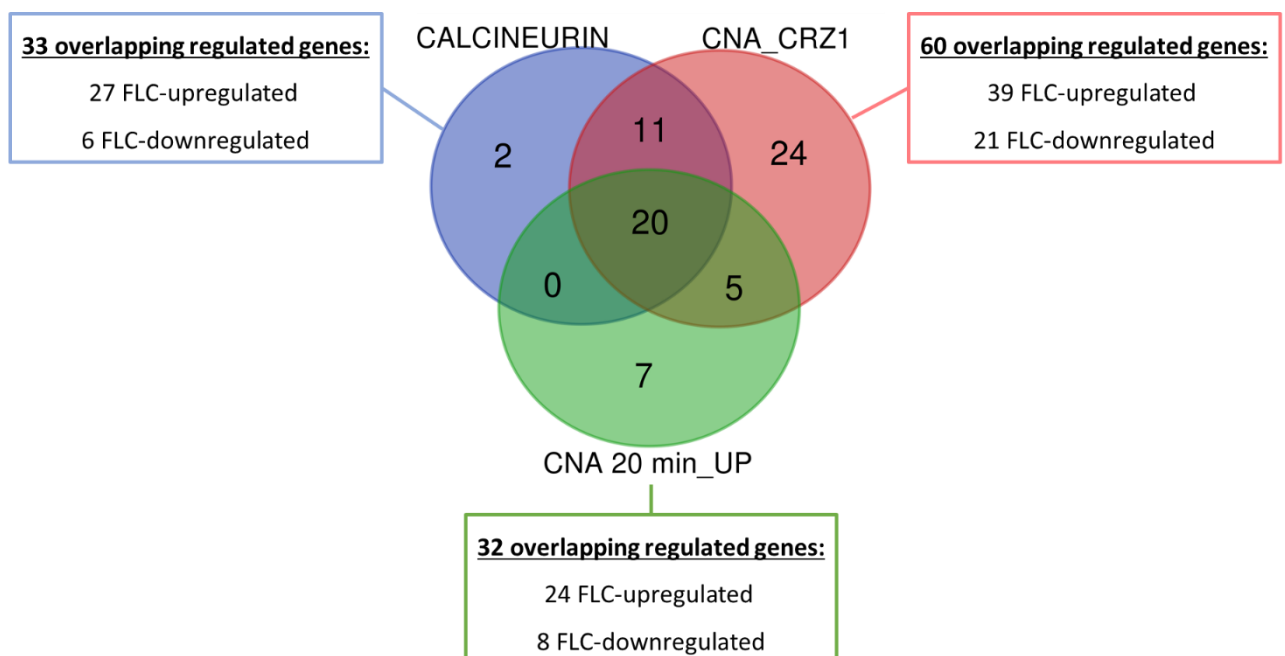 33 overlapping regulated genes:
27 FLC-upregulated
6 FLC-downregulated
CALCINEURIN
CNA_CRZ1
60 overlapping regulated genes:
39 FLC-upregulated
21 FLC-downregulated
2
11
24
20
0
5
7
CNA 20 min_UP
32 overlapping regulated genes:
24 FLC-upregulated
8 FLC-downregulated